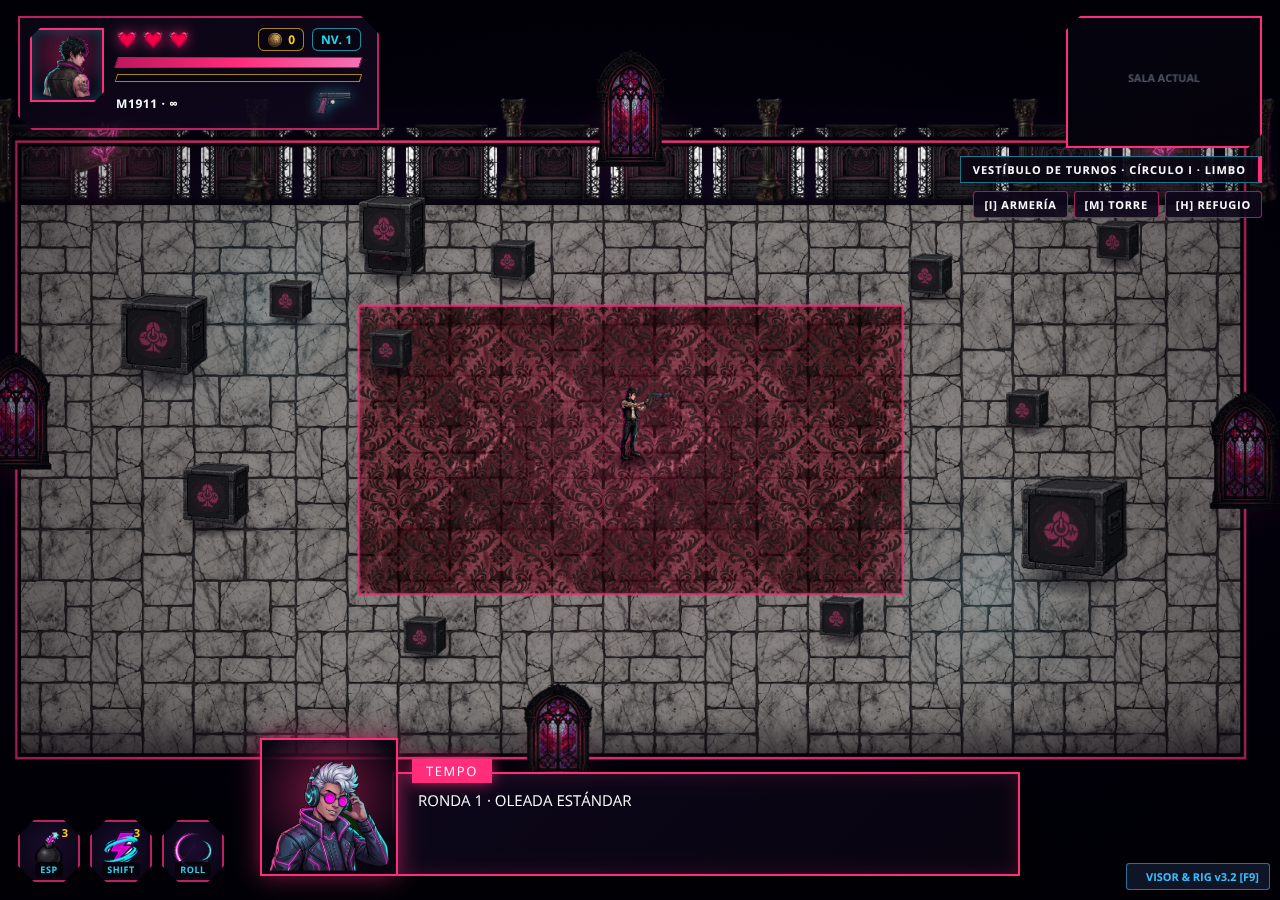 0
NV. 1
M1911 · ∞
SALA ACTUAL
VESTÍBULO DE TURNOS · CÍRCULO I · LIMBO
[I] ARMERÍA
[M] TORRE
[H] REFUGIO
TEMPO
RONDA 1 · OLEADA ESTÁNDAR
3
ESP
3
SHIFT
ROLL
VISOR & RIG v3.2 [F9]